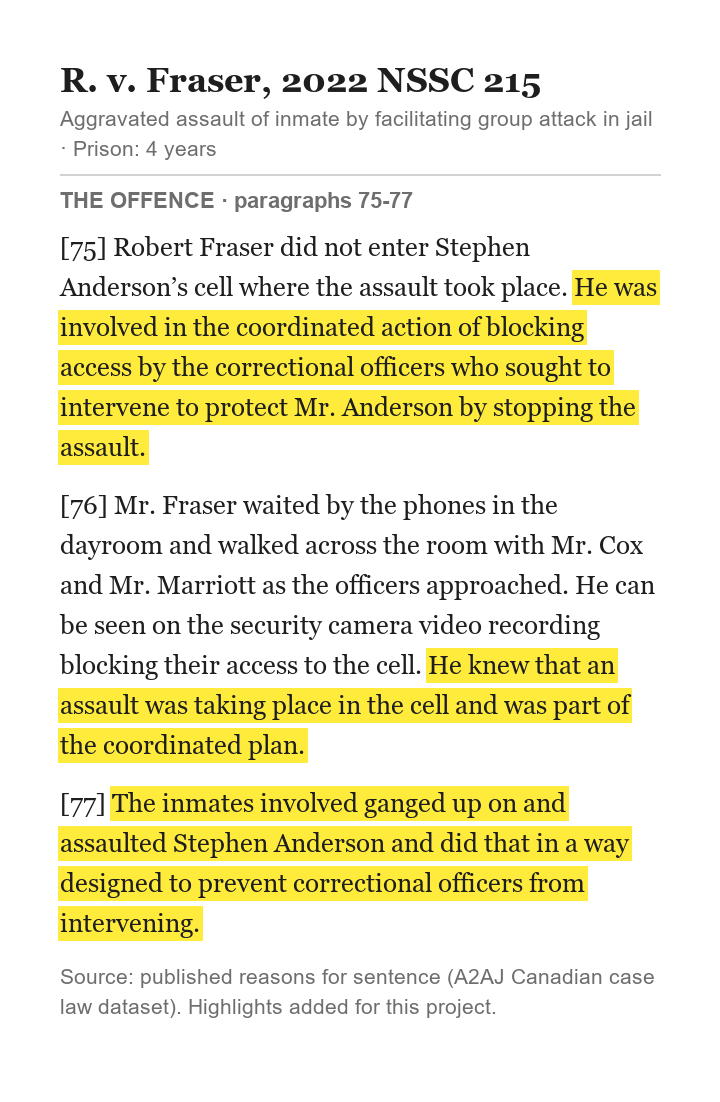 R. v. Fraser, 2022 NSSC 215
Aggravated assault of inmate by facilitating group attack in jail
· Prison: 4 years
THE OFFENCE · paragraphs 75-77
[75] Robert Fraser did not enter Stephen
Anderson’s cell where the assault took place. He was
involved in the coordinated action of blocking
access by the correctional officers who sought to
intervene to protect Mr. Anderson by stopping the
assault.
[76] Mr. Fraser waited by the phones in the
dayroom and walked across the room with Mr. Cox
and Mr. Marriott as the officers approached. He can
be seen on the security camera video recording
blocking their access to the cell. He knew that an
assault was taking place in the cell and was part of
the coordinated plan.
[77] The inmates involved ganged up on and
assaulted Stephen Anderson and did that in a way
designed to prevent correctional officers from
intervening.
Source: published reasons for sentence (A2AJ Canadian case
law dataset). Highlights added for this project.